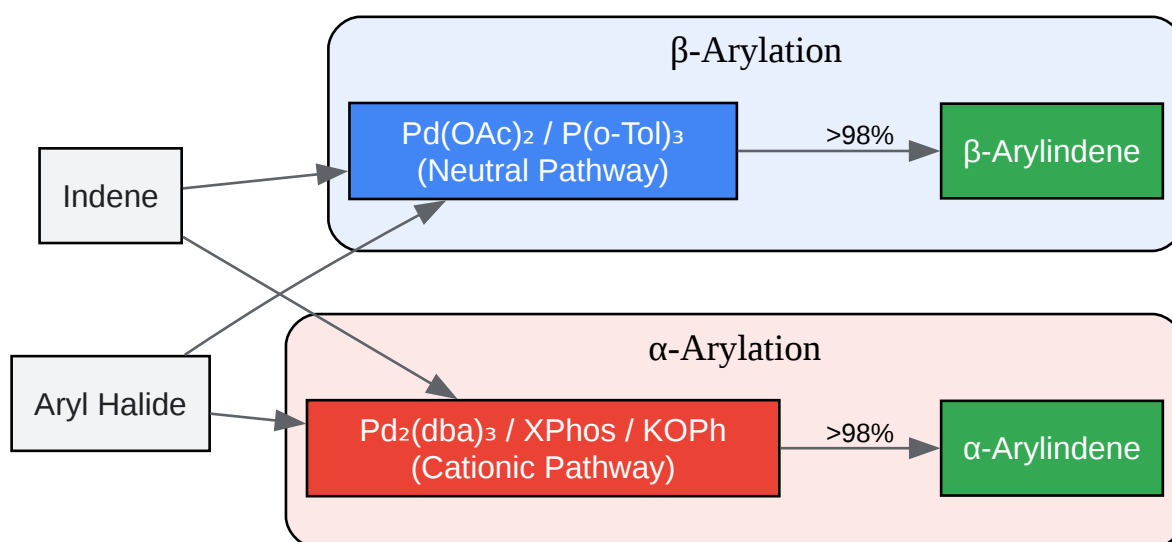 β-Arylation
Indene
Pd(OAc)₂ / P(o-Tol)₃
(Neutral Pathway)
>98%
β-Arylindene
Aryl Halide
α-Arylation
Pd₂(dba)₃ / XPhos / KOPh
(Cationic Pathway)
>98%
α-Arylindene